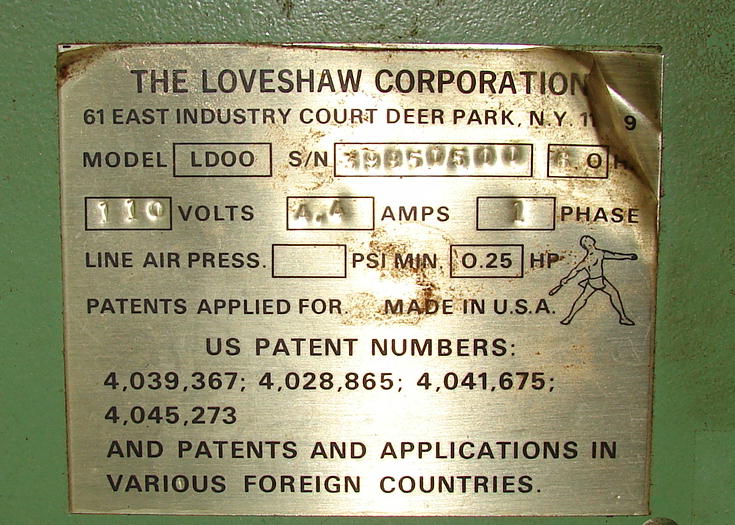 THE LOVESHAW CORPORATION
61 EAST INDUSTRY COURT DEER PARK, N.Y.
MODEL LDOO S/N
110 VOLTS 4.4 AMPS 1 PHASE
LINE AIR PRESS. PSI MIN. 0.25 HP
PATENTS APPLIED FOR. MADE IN U.S.A.
US PATENT NUMBERS:
4,039,367; 4,028,865; 4,041,675;
4,045,273
AND PATENTS AND APPLICATIONS IN
VARIOUS FOREIGN COUNTRIES.